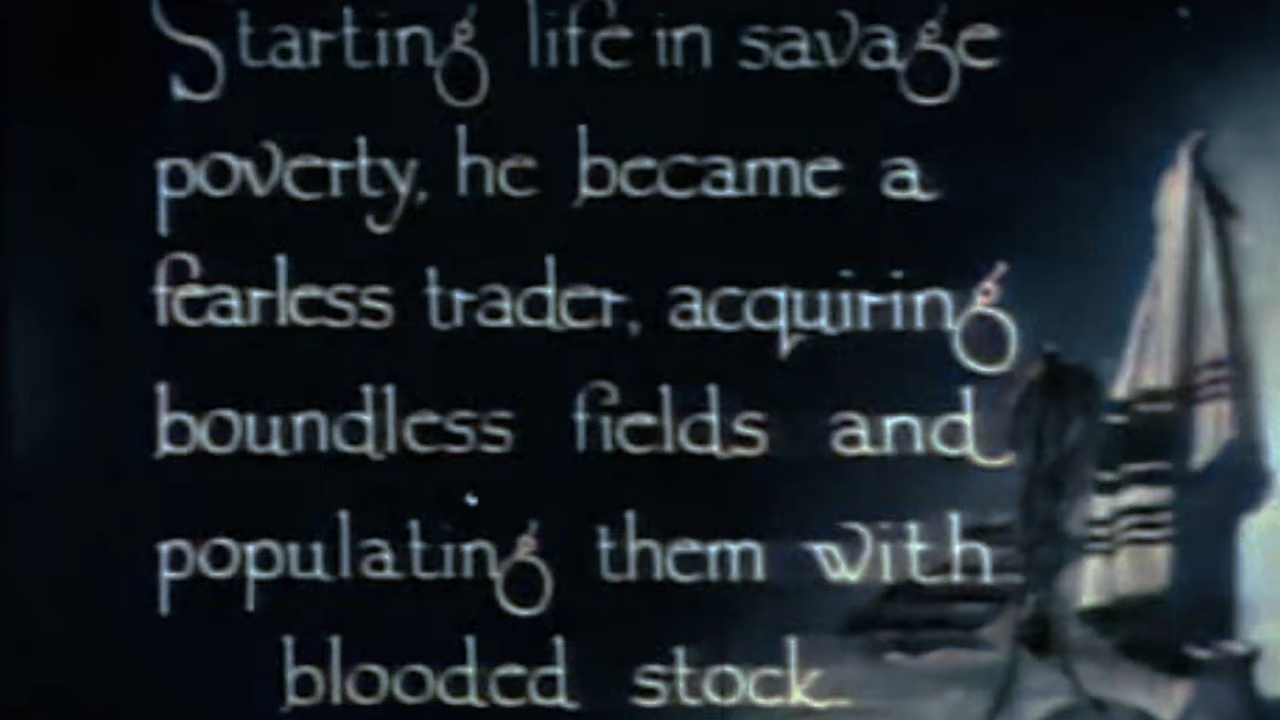 Starting life in savage
poverty, he became a
fearless trader, acquiring
boundless fields and
populating them with
blooded stock